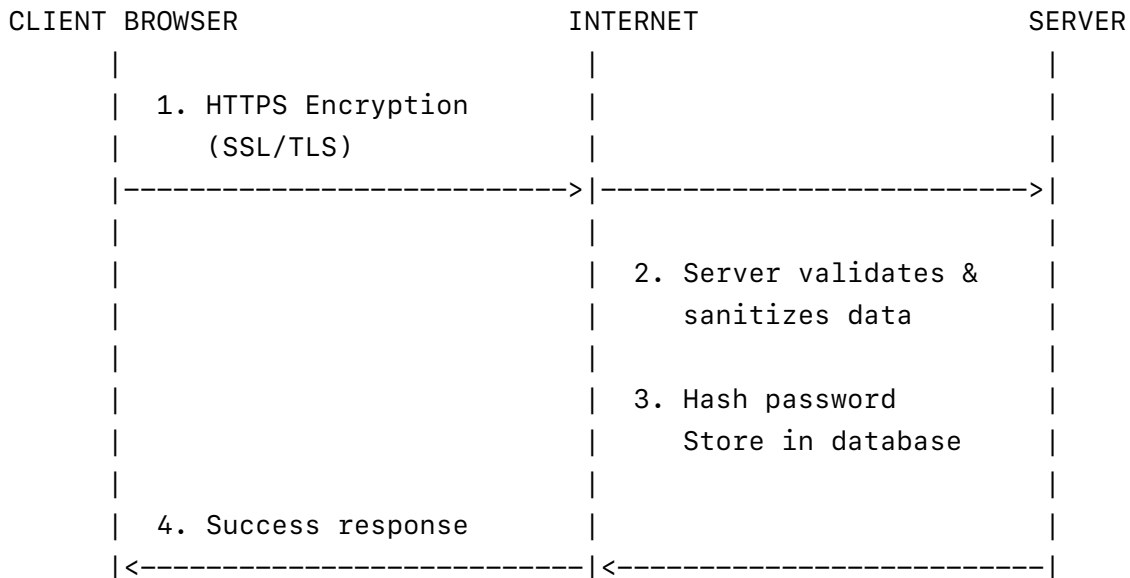 CLIENT BROWSER INTERNET SERVER
1. HTTPS Encryption
(SSL/TLS)
2. Server validates &
sanitizes data
3. Hash password
Store in database
4. Success response